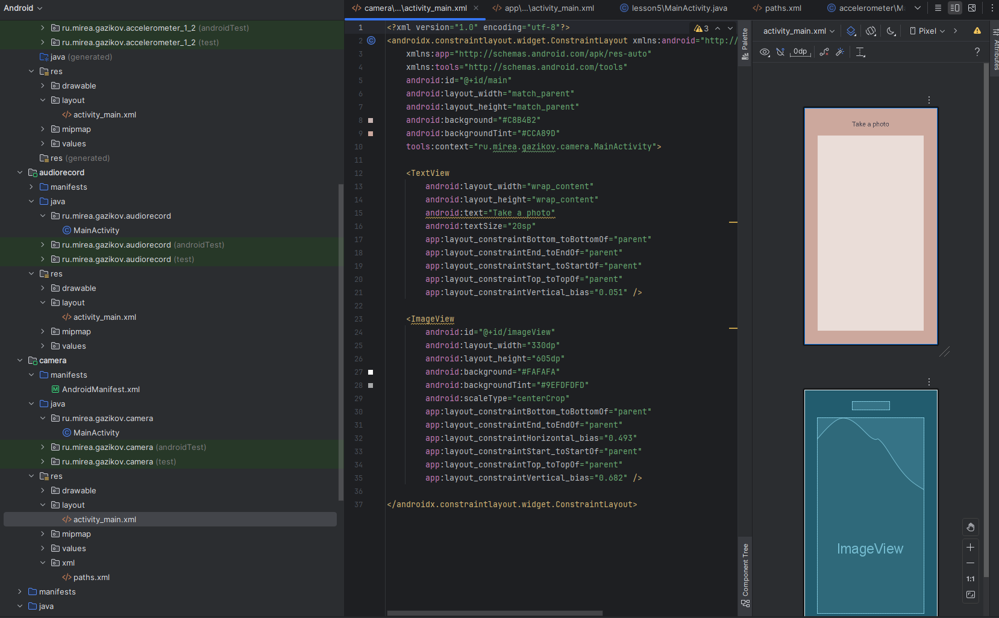 Android
camera\...\activity_main.xml
app\...\activity_main.xml
lesson5\MainActivity.java
paths.xml
ru.mirea.gazikov.accelerometer_1_2 (androidTest)
ru.mirea.gazikov.accelerometer_1_2 (test)
java (generated)
res
drawable
layout
activity_main.xml
mipmap
values
res (generated)
audiorecord
manifests
java
ru.mirea.gazikov.audiorecord
MainActivity
ru.mirea.gazikov.audiorecord (androidTest)
ru.mirea.gazikov.audiorecord (test)
res
drawable
layout
activity_main.xml
mipmap
values
camera
manifests
AndroidManifest.xml
java
ru.mirea.gazikov.camera
MainActivity
ru.mirea.gazikov.camera (androidTest)
ru.mirea.gazikov.camera (test)
res
drawable
layout
activity_main.xml
mipmap
values
xml
paths.xml
manifests
java
1 <?xml version="1.0" encoding="utf-8"?>
2 <androidx.constraintlayout.widget.ConstraintLayout xmlns:android="http://
3 xmlns:app="http://schemas.android.com/apk/res-auto"
4 xmlns:tools="http://schemas.android.com/tools"
5 android:id="@+id/main"
6 android:layout_width="match_parent"
7 android:layout_height="match_parent"
8 android:background="#C8B4B2"
9 android:backgroundTint="#CCA89D"
10 tools:context="ru.mirea.gazikov.camera.MainActivity">
11
12 <TextView
13 android:layout_width="wrap_content"
14 android:layout_height="wrap_content"
15 android:text="Take a photo"
16 android:textSize="20sp"
17 app:layout_constraintBottom_toBottomOf="parent"
18 app:layout_constraintEnd_toEndOf="parent"
19 app:layout_constraintStart_toStartOf="parent"
20 app:layout_constraintTop_toTopOf="parent"
21 app:layout_constraintVertical_bias="0.051" />
22
23 <ImageView
24 android:id="@+id/imageView"
25 android:layout_width="330dp"
26 android:layout_height="605dp"
27 android:background="#FAFAFA"
28 android:backgroundTint="#9EFDFDFD"
29 android:scaleType="centerCrop"
30 app:layout_constraintBottom_toBottomOf="parent"
31 app:layout_constraintEnd_toEndOf="parent"
32 app:layout_constraintHorizontal_bias="0.493"
33 app:layout_constraintStart_toStartOf="parent"
34 app:layout_constraintTop_toTopOf="parent"
35 app:layout_constraintVertical_bias="0.682" />
36
37 </androidx.constraintlayout.widget.ConstraintLayout>
3
Palette
Component Tree
activity_main.xml
Pixel
0dp
?
Attributes
Take a photo
ImageView
1:1